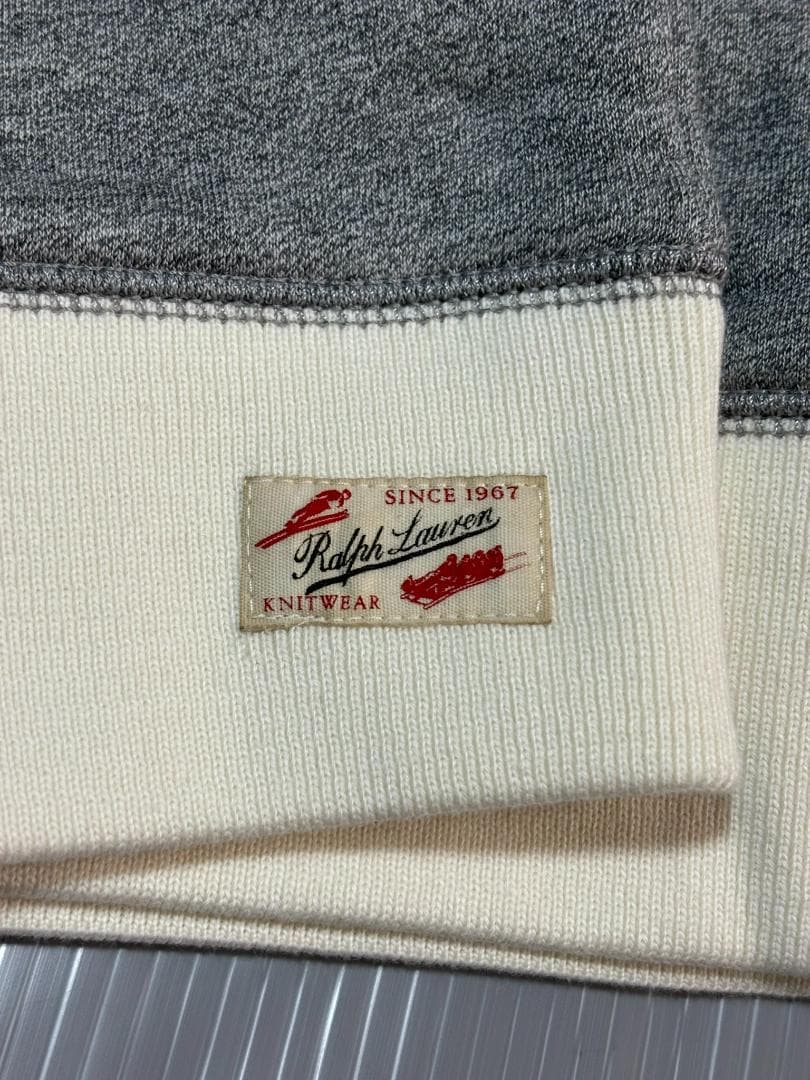 SINCE 1967
Ralph Lauren
KNITWEAR